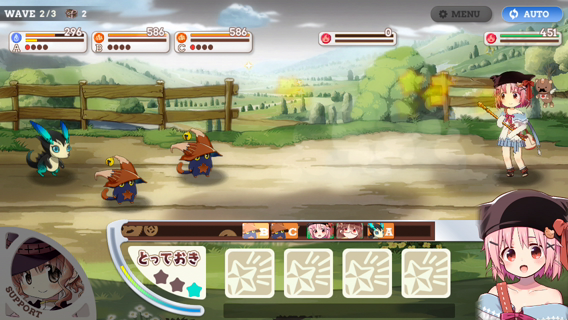 WAVE 2/3 2
MENU
AUTO
296
586
586
0
451
A
B
C
B C A
とっておき
SUPPORT